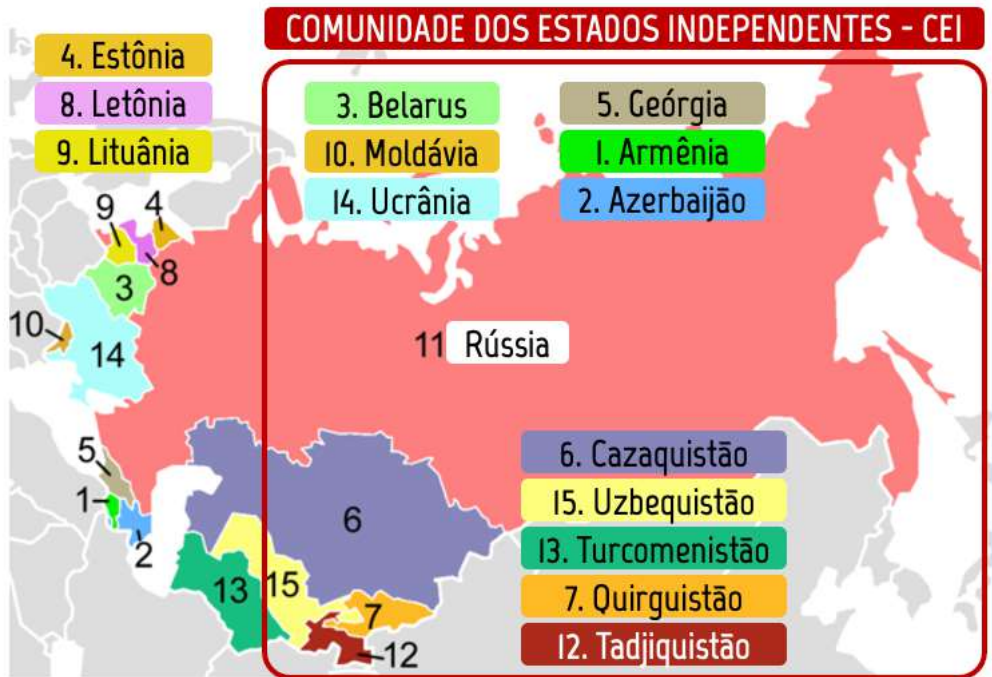 COMUNIDADE DOS ESTADOS INDEPENDENTES - CEI
4. Estônia
8. Letônia
9. Lituânia
3. Belarus
10. Moldávia
14. Ucrânia
5. Geórgia
1. Armênia
2. Azerbaijão
9
4
8
3
10
14
11 Rússia
5
1
2
6
13
15
7
12
6. Cazaquistão
15. Uzbequistão
13. Turcomenistão
7. Quirguistão
12. Tadjiquistão